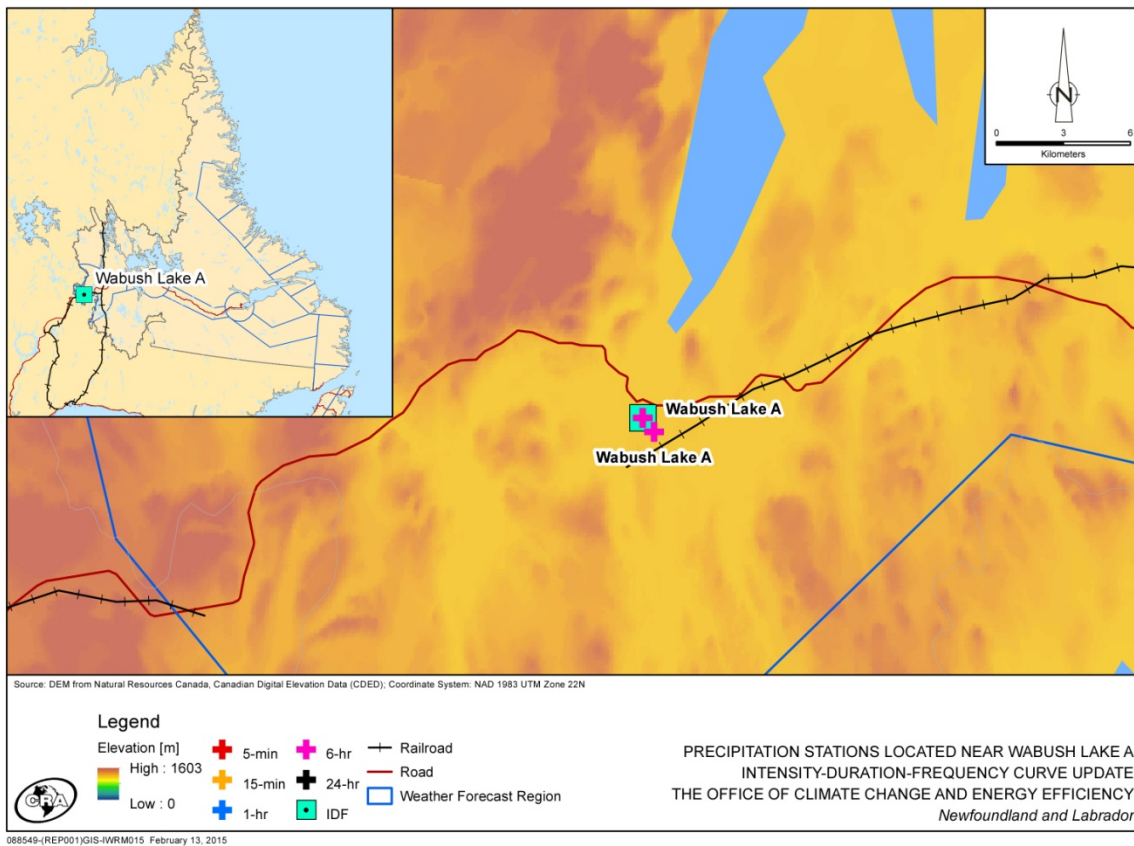 Wabush Lake A
N
0 3 6
Kilometers
Wabush Lake A
Wabush Lake A
Source: DEM from Natural Resources Canada, Canadian Digital Elevation Data (CDED); Coordinate System: NAD 1983 UTM Zone 22N
Legend
Elevation [m]
High : 1603
Low : 0
5-min
15-min
1-hr
6-hr
24-hr
IDF
Railroad
Road
Weather Forecast Region
CRA
PRECIPITATION STATIONS LOCATED NEAR WABUSH LAKE A
INTENSITY-DURATION-FREQUENCY CURVE UPDATE
THE OFFICE OF CLIMATE CHANGE AND ENERGY EFFICIENCY
Newfoundland and Labrador
088549-(REP001)GIS-IWRM015 February 13, 2015